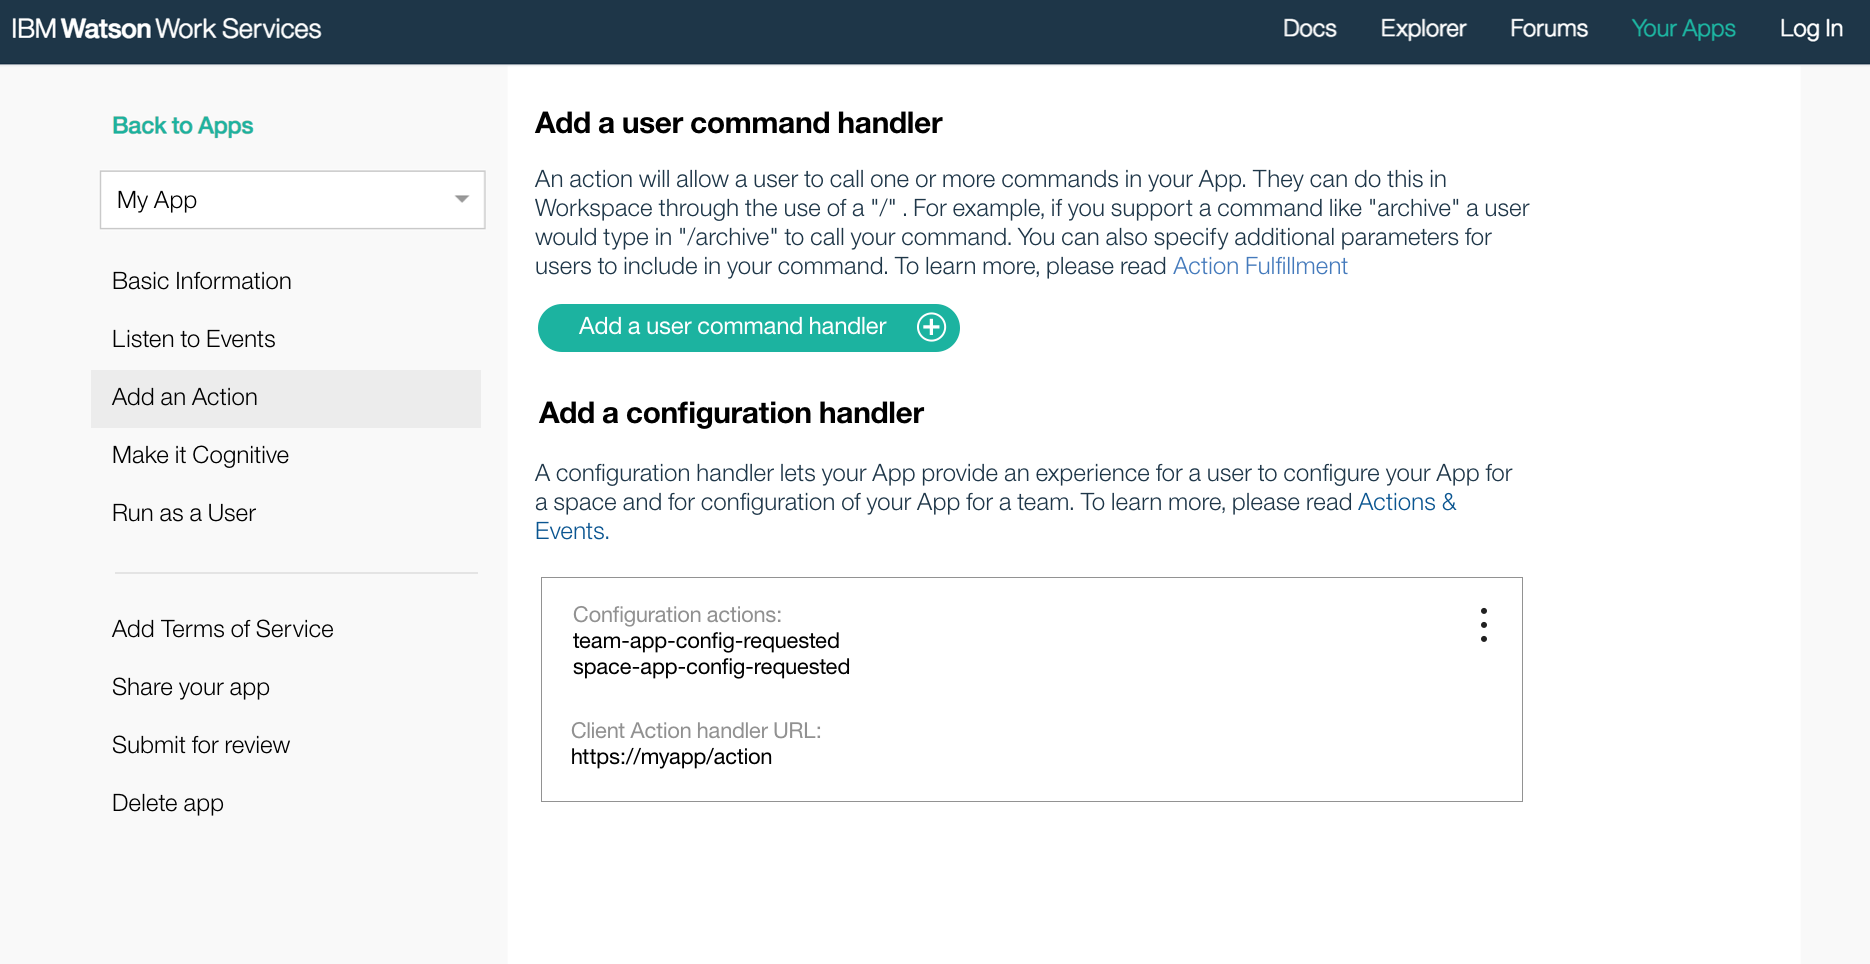 IBM Watson Work Services
Docs
Explorer
Forums
Your Apps
Log In
Back to Apps
My App
Basic Information
Listen to Events
Add an Action
Make it Cognitive
Run as a User
Add Terms of Service
Share your app
Submit for review
Delete app
Add a user command handler
An action will allow a user to call one or more commands in your App. They can do this in
Workspace through the use of a "/" . For example, if you support a command like "archive" a user
would type in "/archive" to call your command. You can also specify additional parameters for
users to include in your command. To learn more, please read Action Fulfillment
Add a user command handler
Add a configuration handler
A configuration handler lets your App provide an experience for a user to configure your App for
a space and for configuration of your App for a team. To learn more, please read Actions &
Events.
Configuration actions:
team-app-config-requested
space-app-config-requested
Client Action handler URL:
https://myapp/action